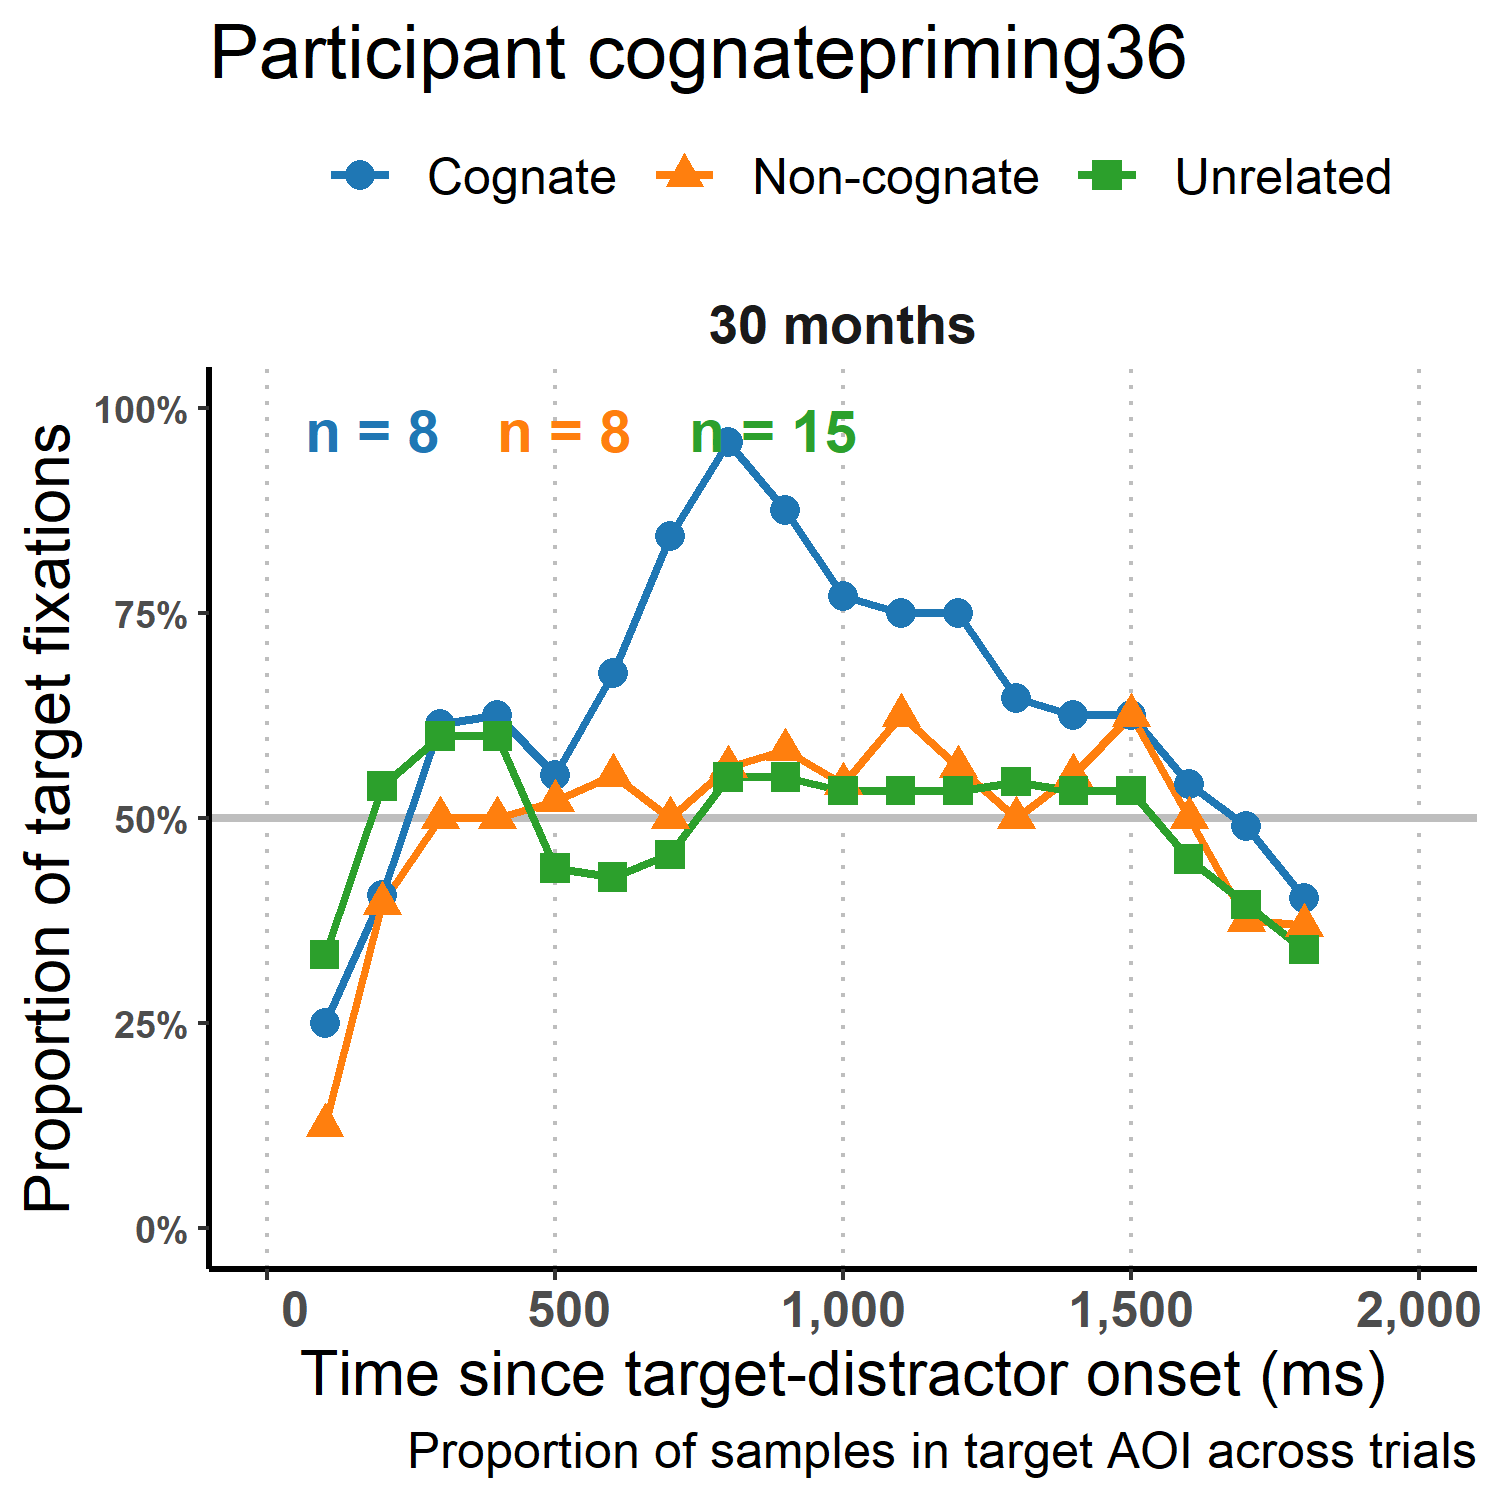 Participant cognatepriming36
Cognate Non-cognate Unrelated
30 months
n = 8 n = 8 n = 15
Proportion of target fixations
100%
75%
50%
25%
0%
0 500 1,000 1,500 2,000
Time since target-distractor onset (ms)
Proportion of samples in target AOI across trials